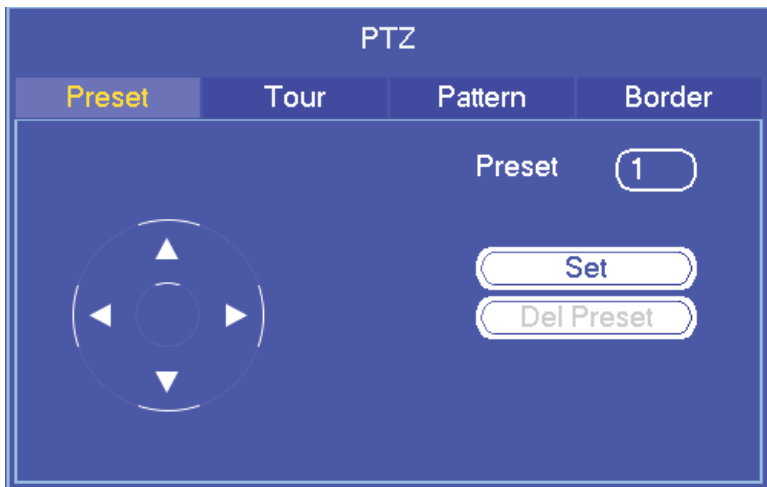 PTZ
Preset Tour Pattern Border
Preset 1
Set
Del Preset